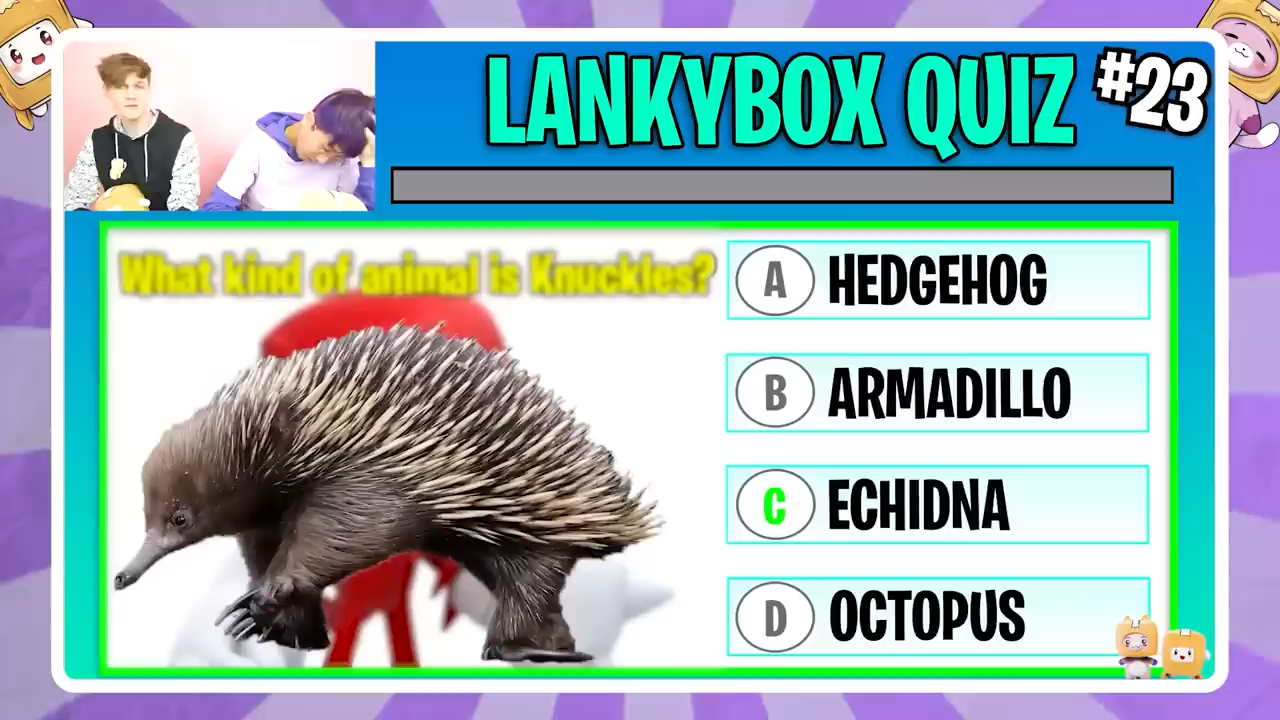 LANKYBOX QUIZ #23
What kind of animal is Knuckles?
A HEDGEHOG
B ARMADILLO
C ECHIDNA
D OCTOPUS